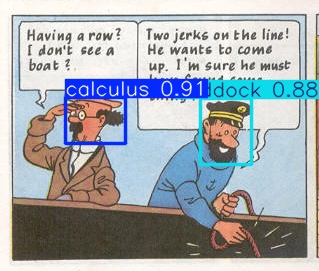 Having a row?
I don't see a
boat ?
Two jerks on the line!
He wants to come
up. I'm sure he must
calculus 0.91
ddock 0.88